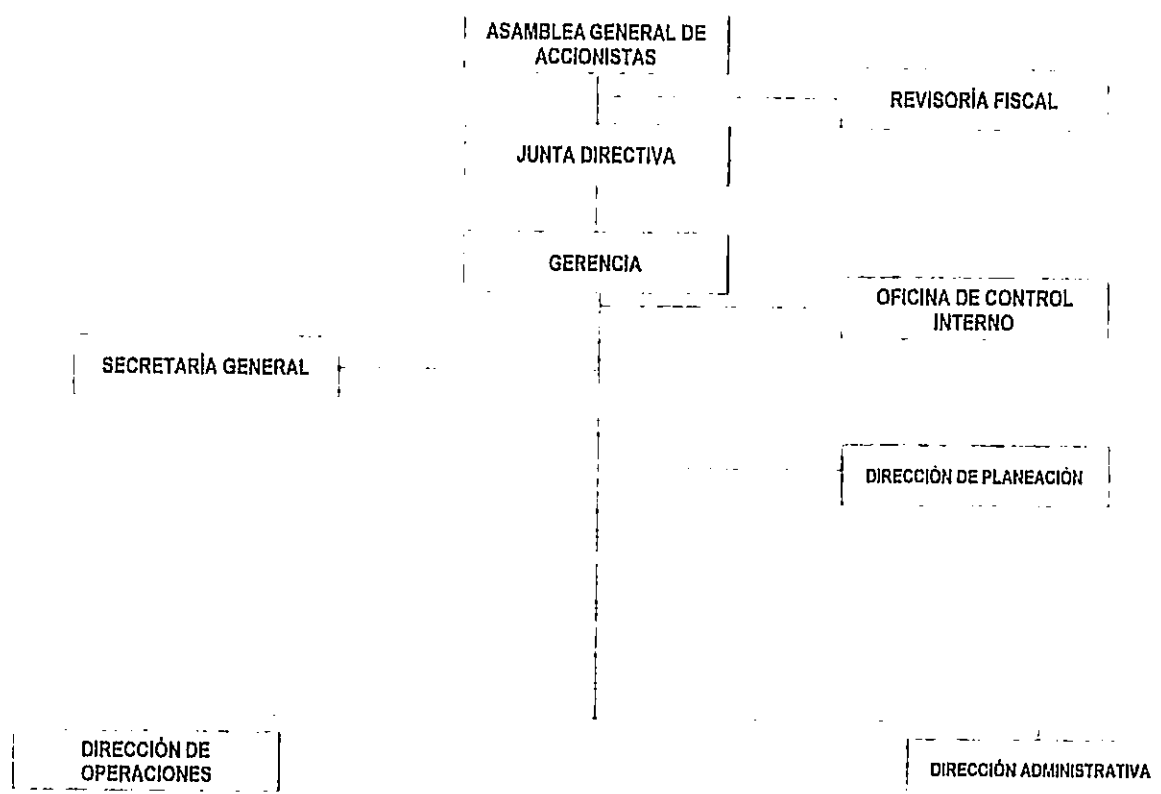 ASAMBLEA GENERAL DE
ACCIONISTAS
REVISORÍA FISCAL
JUNTA DIRECTIVA
GERENCIA
OFICINA DE CONTROL
INTERNO
SECRETARÍA GENERAL
DIRECCIÓN DE PLANEACIÓN
DIRECCIÓN DE
OPERACIONES
DIRECCIÓN ADMINISTRATIVA